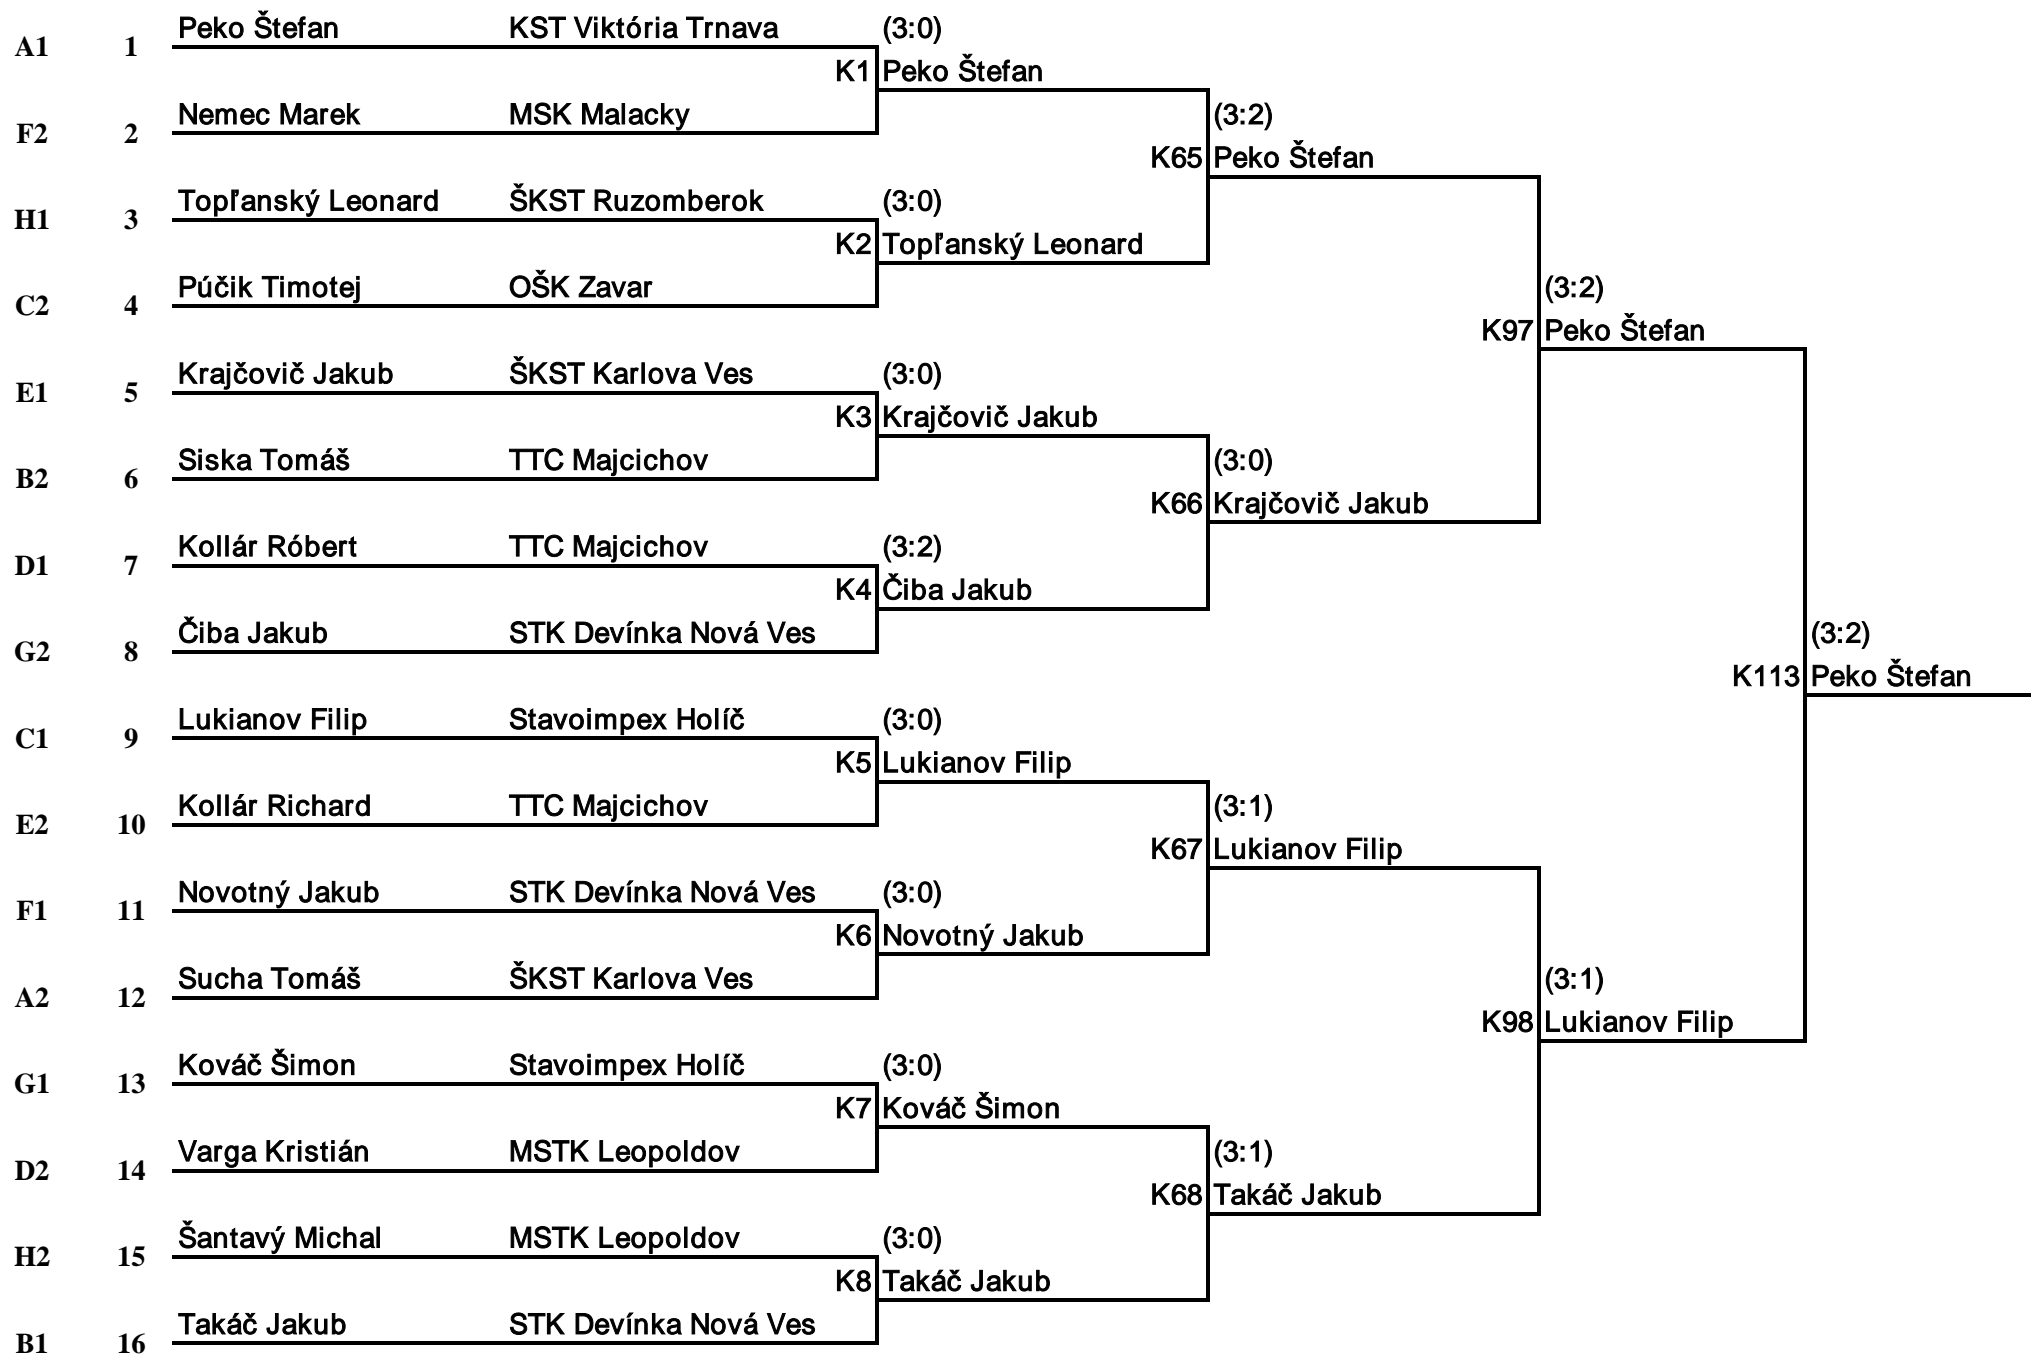 Peko Štefan KST Viktória Trnava (3:0)
A1 1
K1 Peko Štefan
Nemec Marek MSK Malacky (3:2)
F2 2
K65 Peko Štefan
Topľanský Leonard ŠKST Ruzomberok (3:0)
H1 3
K2 Topľanský Leonard
Púčik Timotej OŠK Zavar (3:2)
C2 4
K97 Peko Štefan
Krajčovič Jakub ŠKST Karlova Ves (3:0)
E1 5
K3 Krajčovič Jakub
Siska Tomáš TTC Majcichov (3:0)
B2 6
K66 Krajčovič Jakub
Kollár Róbert TTC Majcichov (3:2)
D1 7
K4 Čiba Jakub
Čiba Jakub STK Devínka Nová Ves (3:2)
G2 8
K113 Peko Štefan
Lukianov Filip Stavoimpex Holíč (3:0)
C1 9
K5 Lukianov Filip
Kollár Richard TTC Majcichov (3:1)
E2 10
K67 Lukianov Filip
Novotný Jakub STK Devínka Nová Ves (3:0)
F1 11
K6 Novotný Jakub
Sucha Tomáš ŠKST Karlova Ves (3:1)
A2 12
K98 Lukianov Filip
Kováč Šimon Stavoimpex Holíč (3:0)
G1 13
K7 Kováč Šimon
Varga Kristián MSTK Leopoldov (3:1)
D2 14
K68 Takáč Jakub
Šantavý Michal MSTK Leopoldov (3:0)
H2 15
K8 Takáč Jakub
Takáč Jakub STK Devínka Nová Ves
B1 16